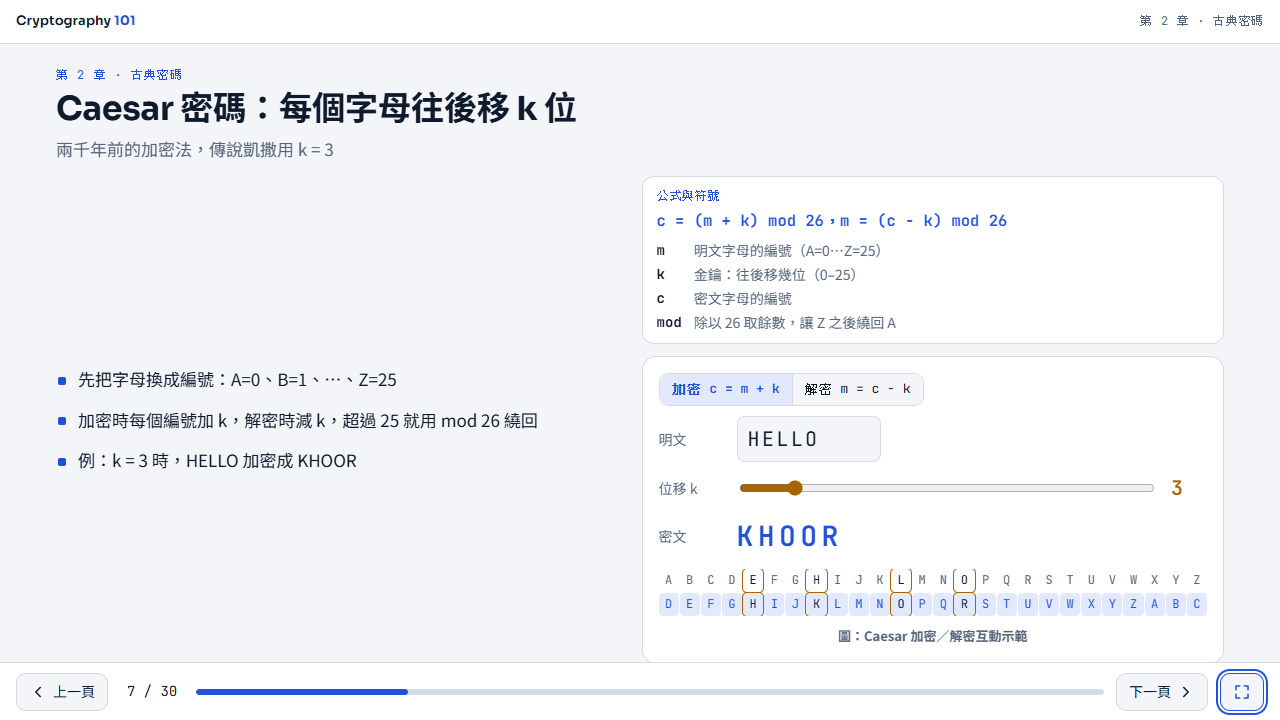 Cryptography 101
第 2 章 · 古典密碼
第 2 章 · 古典密碼
Caesar 密碼：每個字母往後移 k 位
兩千年前的加密法，傳說凱撒用 k = 3
先把字母換成編號：A=0、B=1、…、Z=25
加密時每個編號加 k，解密時減 k，超過 25 就用 mod 26 繞回
例：k = 3 時，HELLO 加密成 KHOOR
公式與符號
c = (m + k) mod 26，m = (c - k) mod 26
m 明文字母的編號（A=0…Z=25）
k 金鑰：往後移幾位（0–25）
c 密文字母的編號
mod 除以 26 取餘數，讓 Z 之後繞回 A
加密 c = m + k 解密 m = c - k
明文 HELLO
位移 k 3
密文 KHOOR
A B C D E F G H I J K L M N O P Q R S T U V W X Y Z
D E F G H I J K L M N O P Q R S T U V W X Y Z A B C
圖：Caesar 加密／解密互動示範
上一頁 7 / 30 下一頁